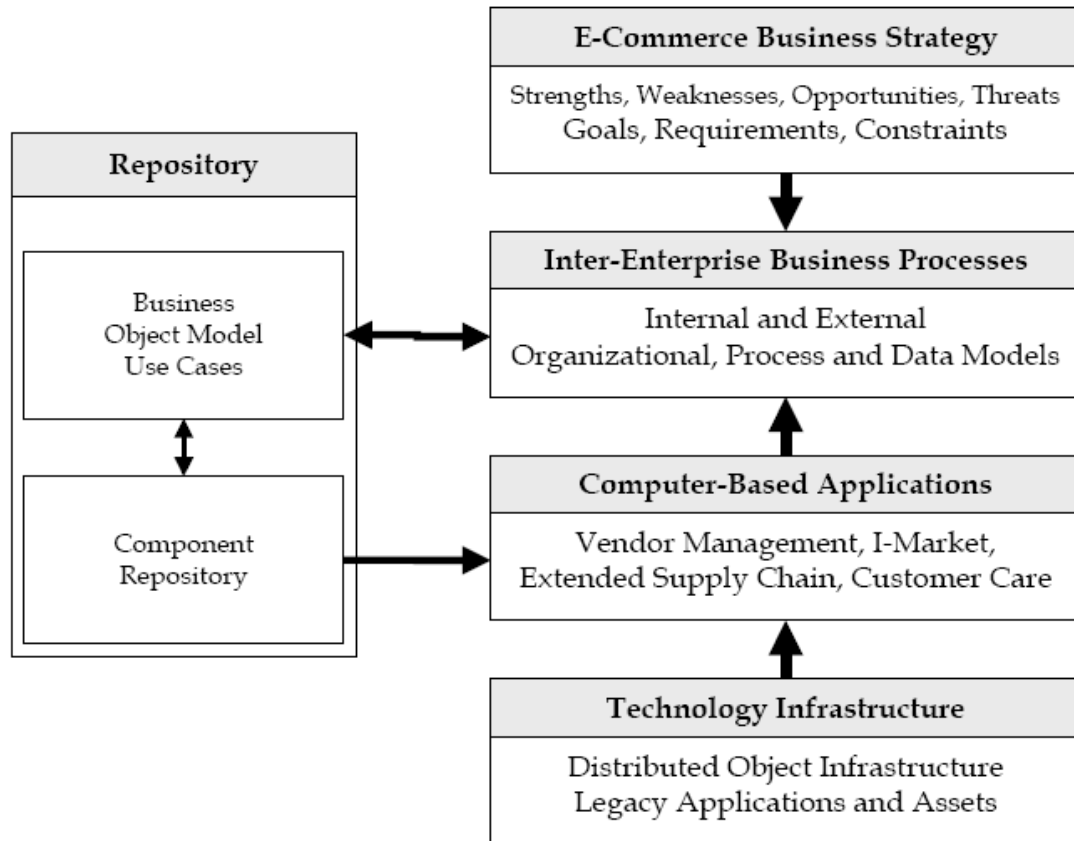 E-Commerce Business Strategy
Strengths, Weaknesses, Opportunities, Threats
Goals, Requirements, Constraints
Repository
Business
Object Model
Use Cases
Component
Repository
Inter-Enterprise Business Processes
Internal and External
Organizational, Process and Data Models
Computer-Based Applications
Vendor Management, I-Market,
Extended Supply Chain, Customer Care
Technology Infrastructure
Distributed Object Infrastructure
Legacy Applications and Assets